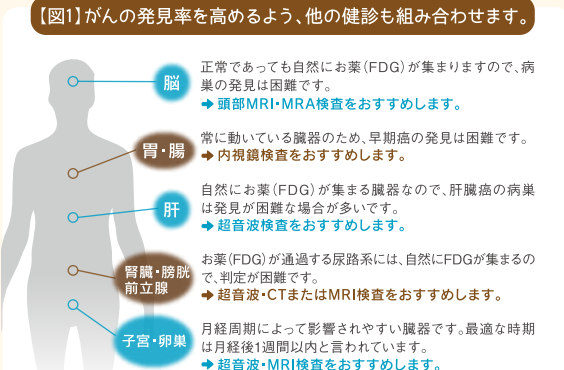 【図1】がんの発見率を高めるよう、他の健診も組み合わせます。
脳
正常であっても自然にお薬(FDG)が集まりますので、病
巣の発見は困難です。
➔ 頭部MRI・MRA検査をおすすめします。
胃・腸
常に動いている臓器のため、早期癌の発見は困難です。
➔ 内視鏡検査をおすすめします。
肝
自然にお薬(FDG)が集まる臓器なので、肝臓癌の病巣
は発見が困難な場合が多いです。
➔ 超音波検査をおすすめします。
腎臓・膀胱
前立腺
お薬(FDG)が通過する尿路系には、自然にFDGが集まるの
で、判定が困難です。
➔ 超音波・CTまたはMRI検査をおすすめします。
子宮・卵巣
月経周期によって影響されやすい臓器です。最適な時期
は月経後1週間以内と言われています。
➔ 超音波・MRI検査をおすすめします。